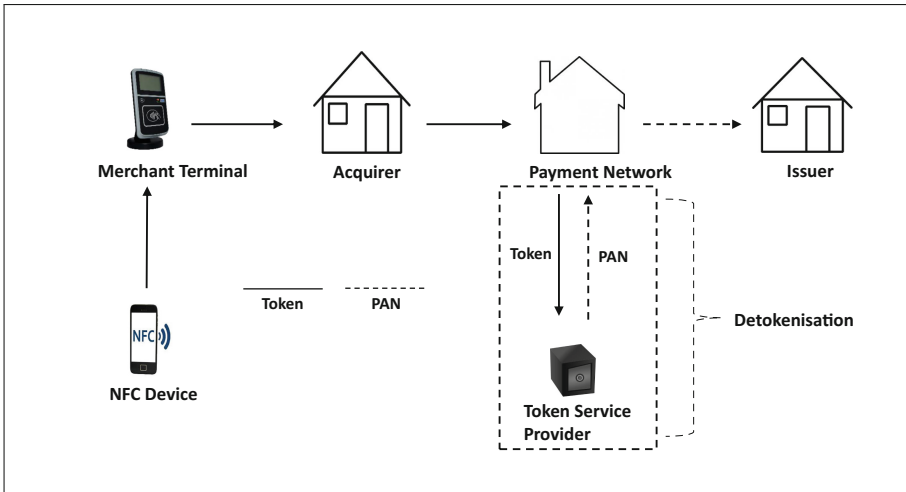 Merchant Terminal
Acquirer
Payment Network
Issuer
Token
PAN
Token
PAN
Detokenisation
NFC
NFC Device
Token Service
Provider